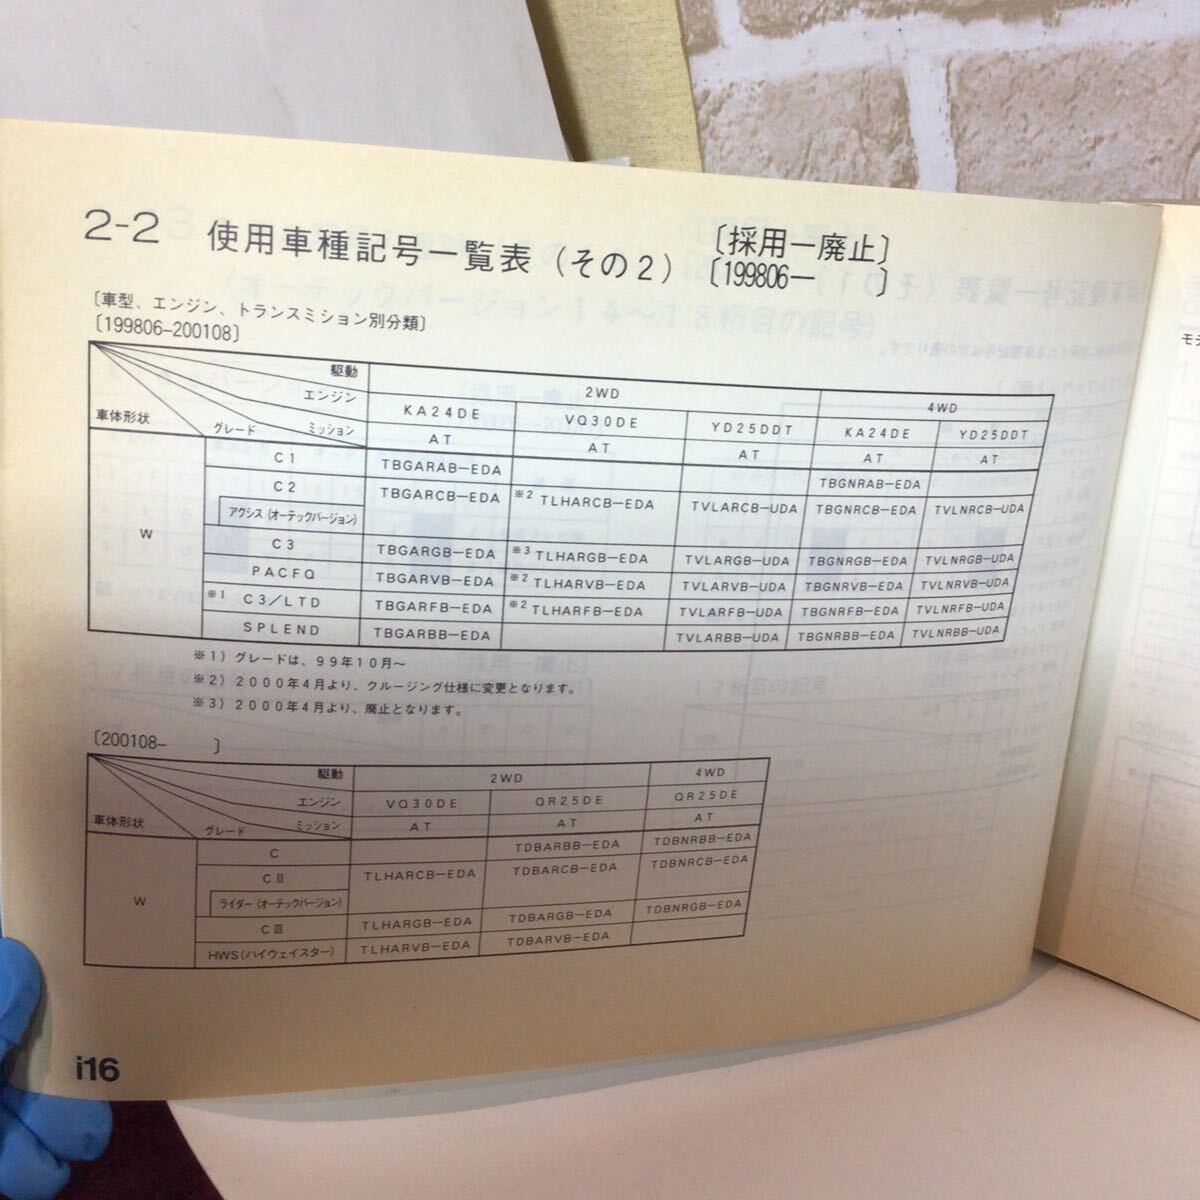 2-2 使用車種記号一覧表（その2）〔採用ー廃止〕
〔199806ー 〕
〔車型、エンジン、トランスミション別分類〕
〔199806-200108〕
駆動 2WD 4WD
エンジン KA24DE VQ30DE YD25DDT KA24DE YD25DDT
車体形状 グレード ミッション AT AT AT AT AT
W
C1 TBGARAB-EDA TBGNRAB-EDA
C2 TBGARCB-EDA ※2 TLHARCB-EDA TVLARCB-UDA TBGNRCB-EDA TVLNRCB-UDA
アクシス（オーテックバージョン）
C3 TBGARGB-EDA ※3 TLHARGB-EDA TVLARGB-UDA TBGNRGB-EDA TVLNRGB-UDA
PACFQ TBGARVB-EDA ※2 TLHARVB-EDA TVLARVB-UDA TBGNRVB-EDA TVLNRVB-UDA
※1 C3/LTD TBGARFB-EDA ※2 TLHARFB-EDA TVLARFB-UDA TBGNRFB-EDA TVLNRFB-UDA
SPLEND TBGARBB-EDA TVLARBB-UDA TBGNRBB-EDA TVLNRBB-UDA
※1）グレードは、99年10月～
※2）2000年4月より、クルージング仕様に変更となります。
※3）2000年4月より、廃止となります。
〔200108- 〕
駆動 2WD 4WD
エンジン VQ30DE QR25DE QR25DE
車体形状 グレード ミッション AT AT AT
W
C TDBARBB-EDA TDBNRBB-EDA
CⅡ TLHARCB-EDA TDBARCB-EDA TDBNRCB-EDA
ライダー（オーテックバージョン）
CⅢ TLHARGB-EDA TDBARGB-EDA TDBNRGB-EDA
HWS（ハイウェイスター） TLHARVB-EDA TDBARVB-EDA
i16